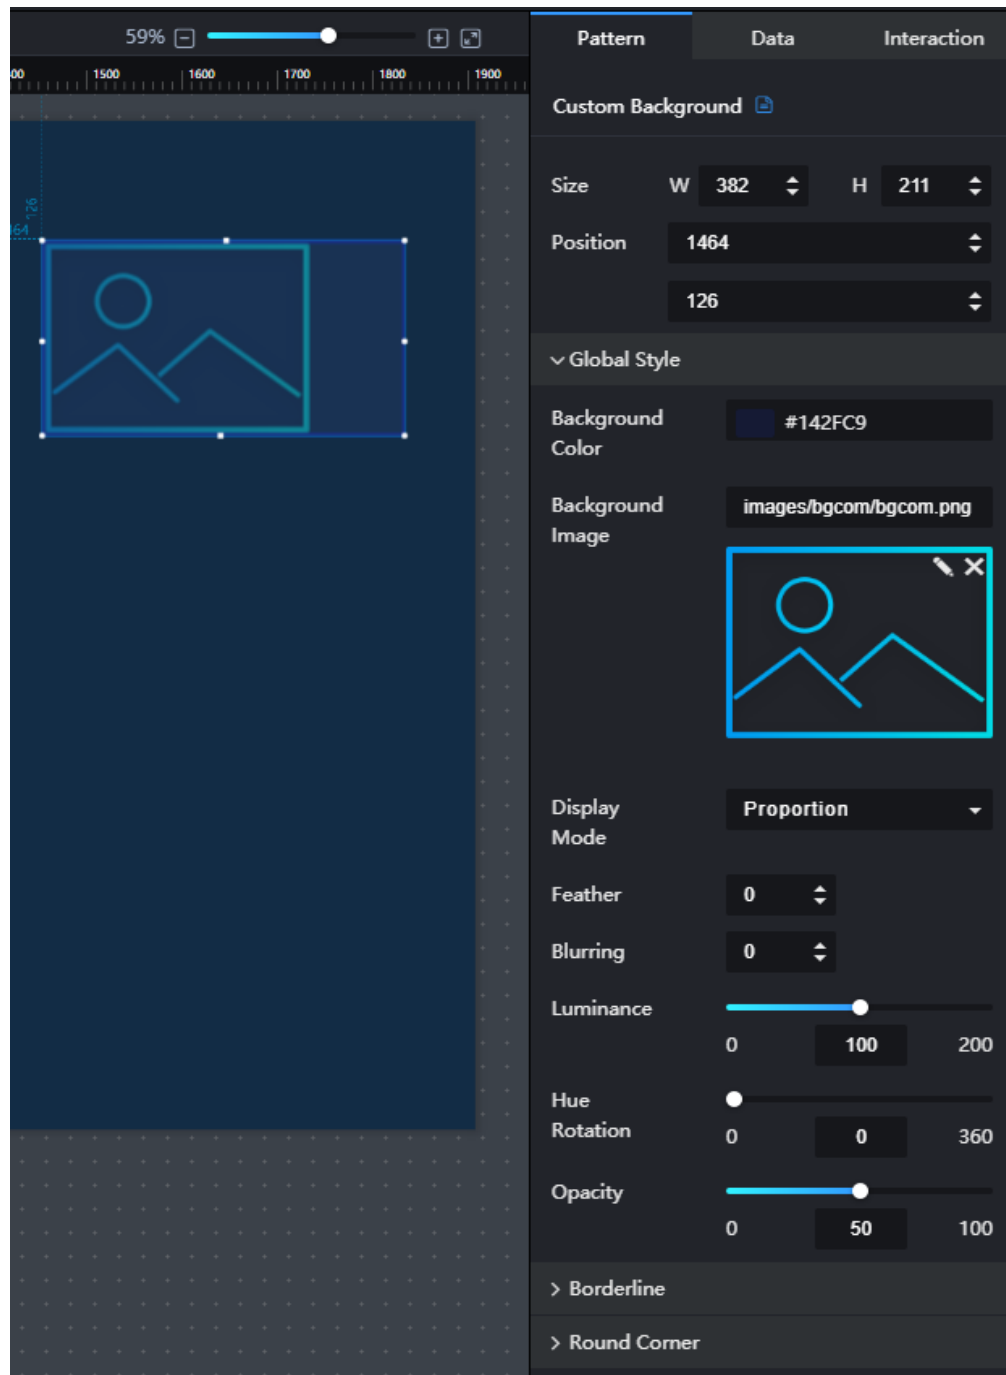 59%
Pattern Data Interaction
00 1500 1600 1700 1800 1900
Custom Background
Size W 382 H 211
126
464
Position 1464
126
Global Style
Background
Color
#142FC9
Background
Image
images/bgcom/bgcom.png
Display
Mode
Proportion
Feather 0
Blurring 0
Luminance
0 100 200
Hue
Rotation
0 0 360
Opacity
0 50 100
Borderline
Round Corner